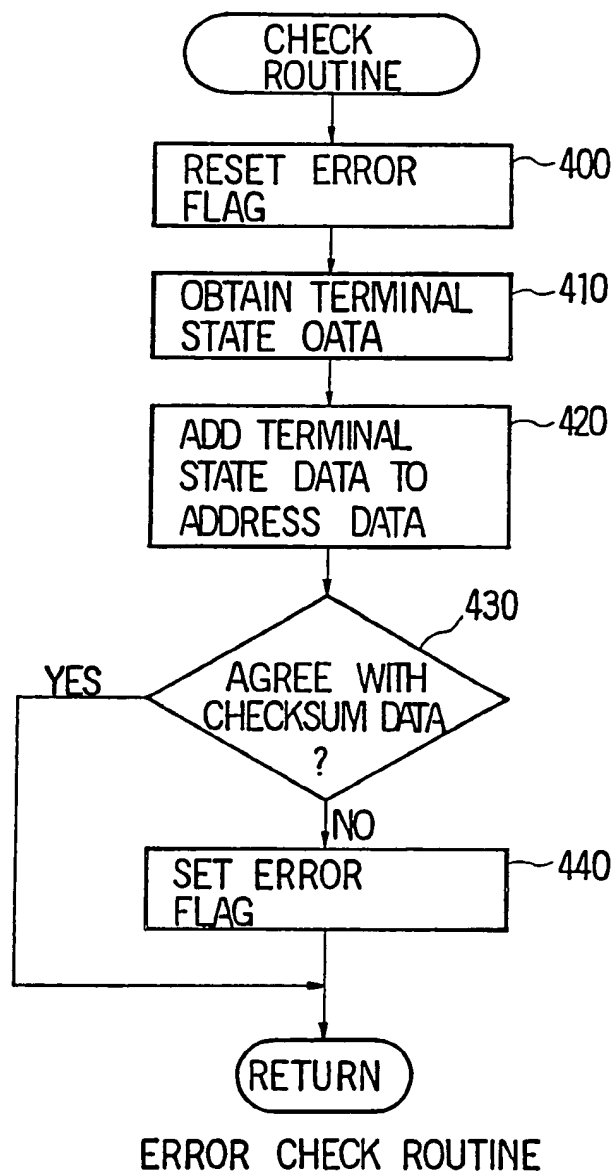 CHECK
ROUTINE
RESET ERROR
FLAG
400
OBTAIN TERMINAL
STATE OATA
410
ADD TERMINAL
STATE DATA TO
ADDRESS DATA
420
430
YES
AGREE WITH
CHECKSUM DATA
?
NO
SET ERROR
FLAG
440
RETURN
ERROR CHECK ROUTINE